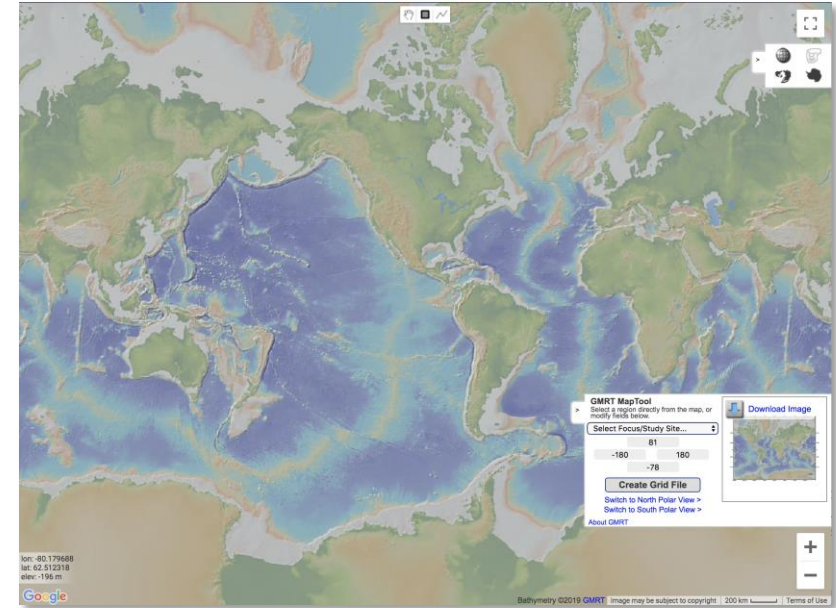 >
GMRT MapTool
Select a region directly from the map, or
modify fields below.
Select Focus/Study Site...
81
-180 180
-78
Create Grid File
Switch to North Polar View >
Switch to South Polar View >
About GMRT
>
Download Image
lon: -80.179688
lat: 62.512318
elev: -196 m
Google
+
−
Bathymetry ©2019 GMRT Image may be subject to copyright 200 km Terms of Use